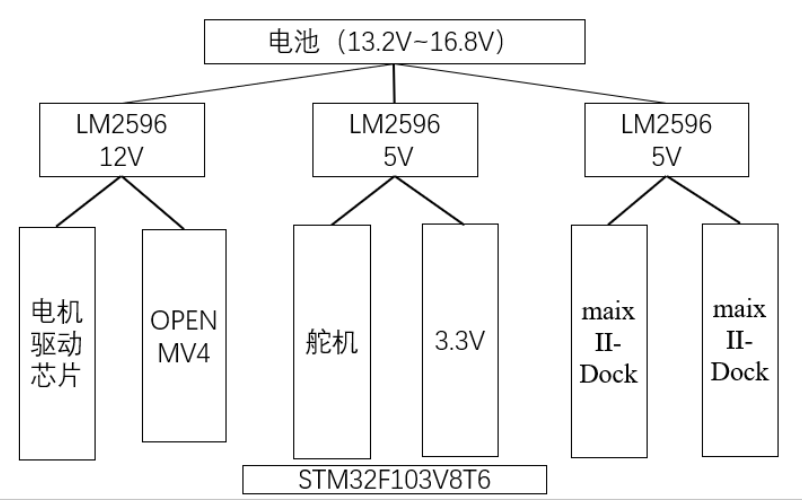 电池（13.2V~16.8V）
LM2596
12V
LM2596
5V
LM2596
5V
电机
驱动
芯片
OPEN
MV4
舵机
3.3V
maix
II-
Dock
maix
II-
Dock
STM32F103V8T6